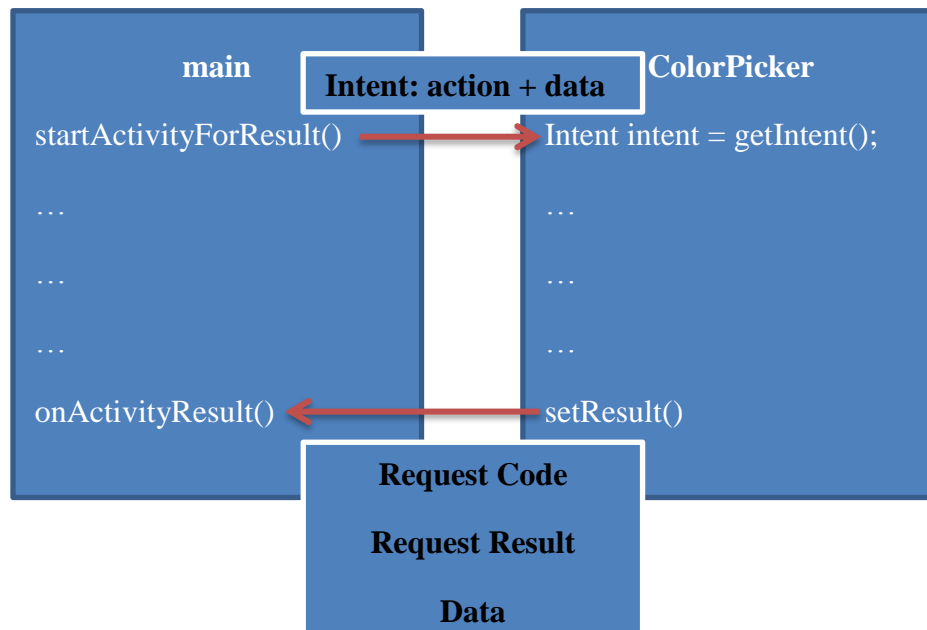 main
Intent: action + data
ColorPicker
startActivityForResult()
Intent intent = getIntent();
…
…
…
…
…
…
onActivityResult()
setResult()
Request Code
Request Result
Data